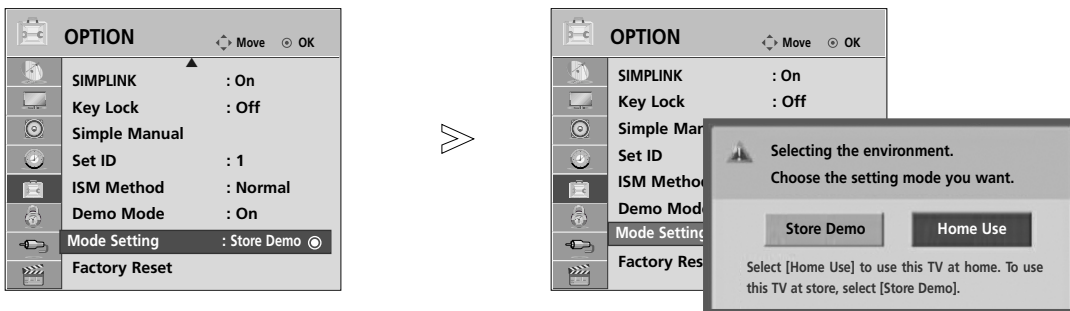 OPTION Move OK
SIMPLINK : On
Key Lock : Off
Simple Manual
Set ID : 1
ISM Method : Normal
Demo Mode : On
Mode Setting : Store Demo
Factory Reset
OPTION Move OK
SIMPLINK : On
Key Lock : Off
Simple Mar
Set ID
ISM Method
Demo Mode
Mode Setting
Factory Res
Selecting the environment.
Choose the setting mode you want.
Store Demo Home Use
Select [Home Use] to use this TV at home. To use
this TV at store, select [Store Demo].